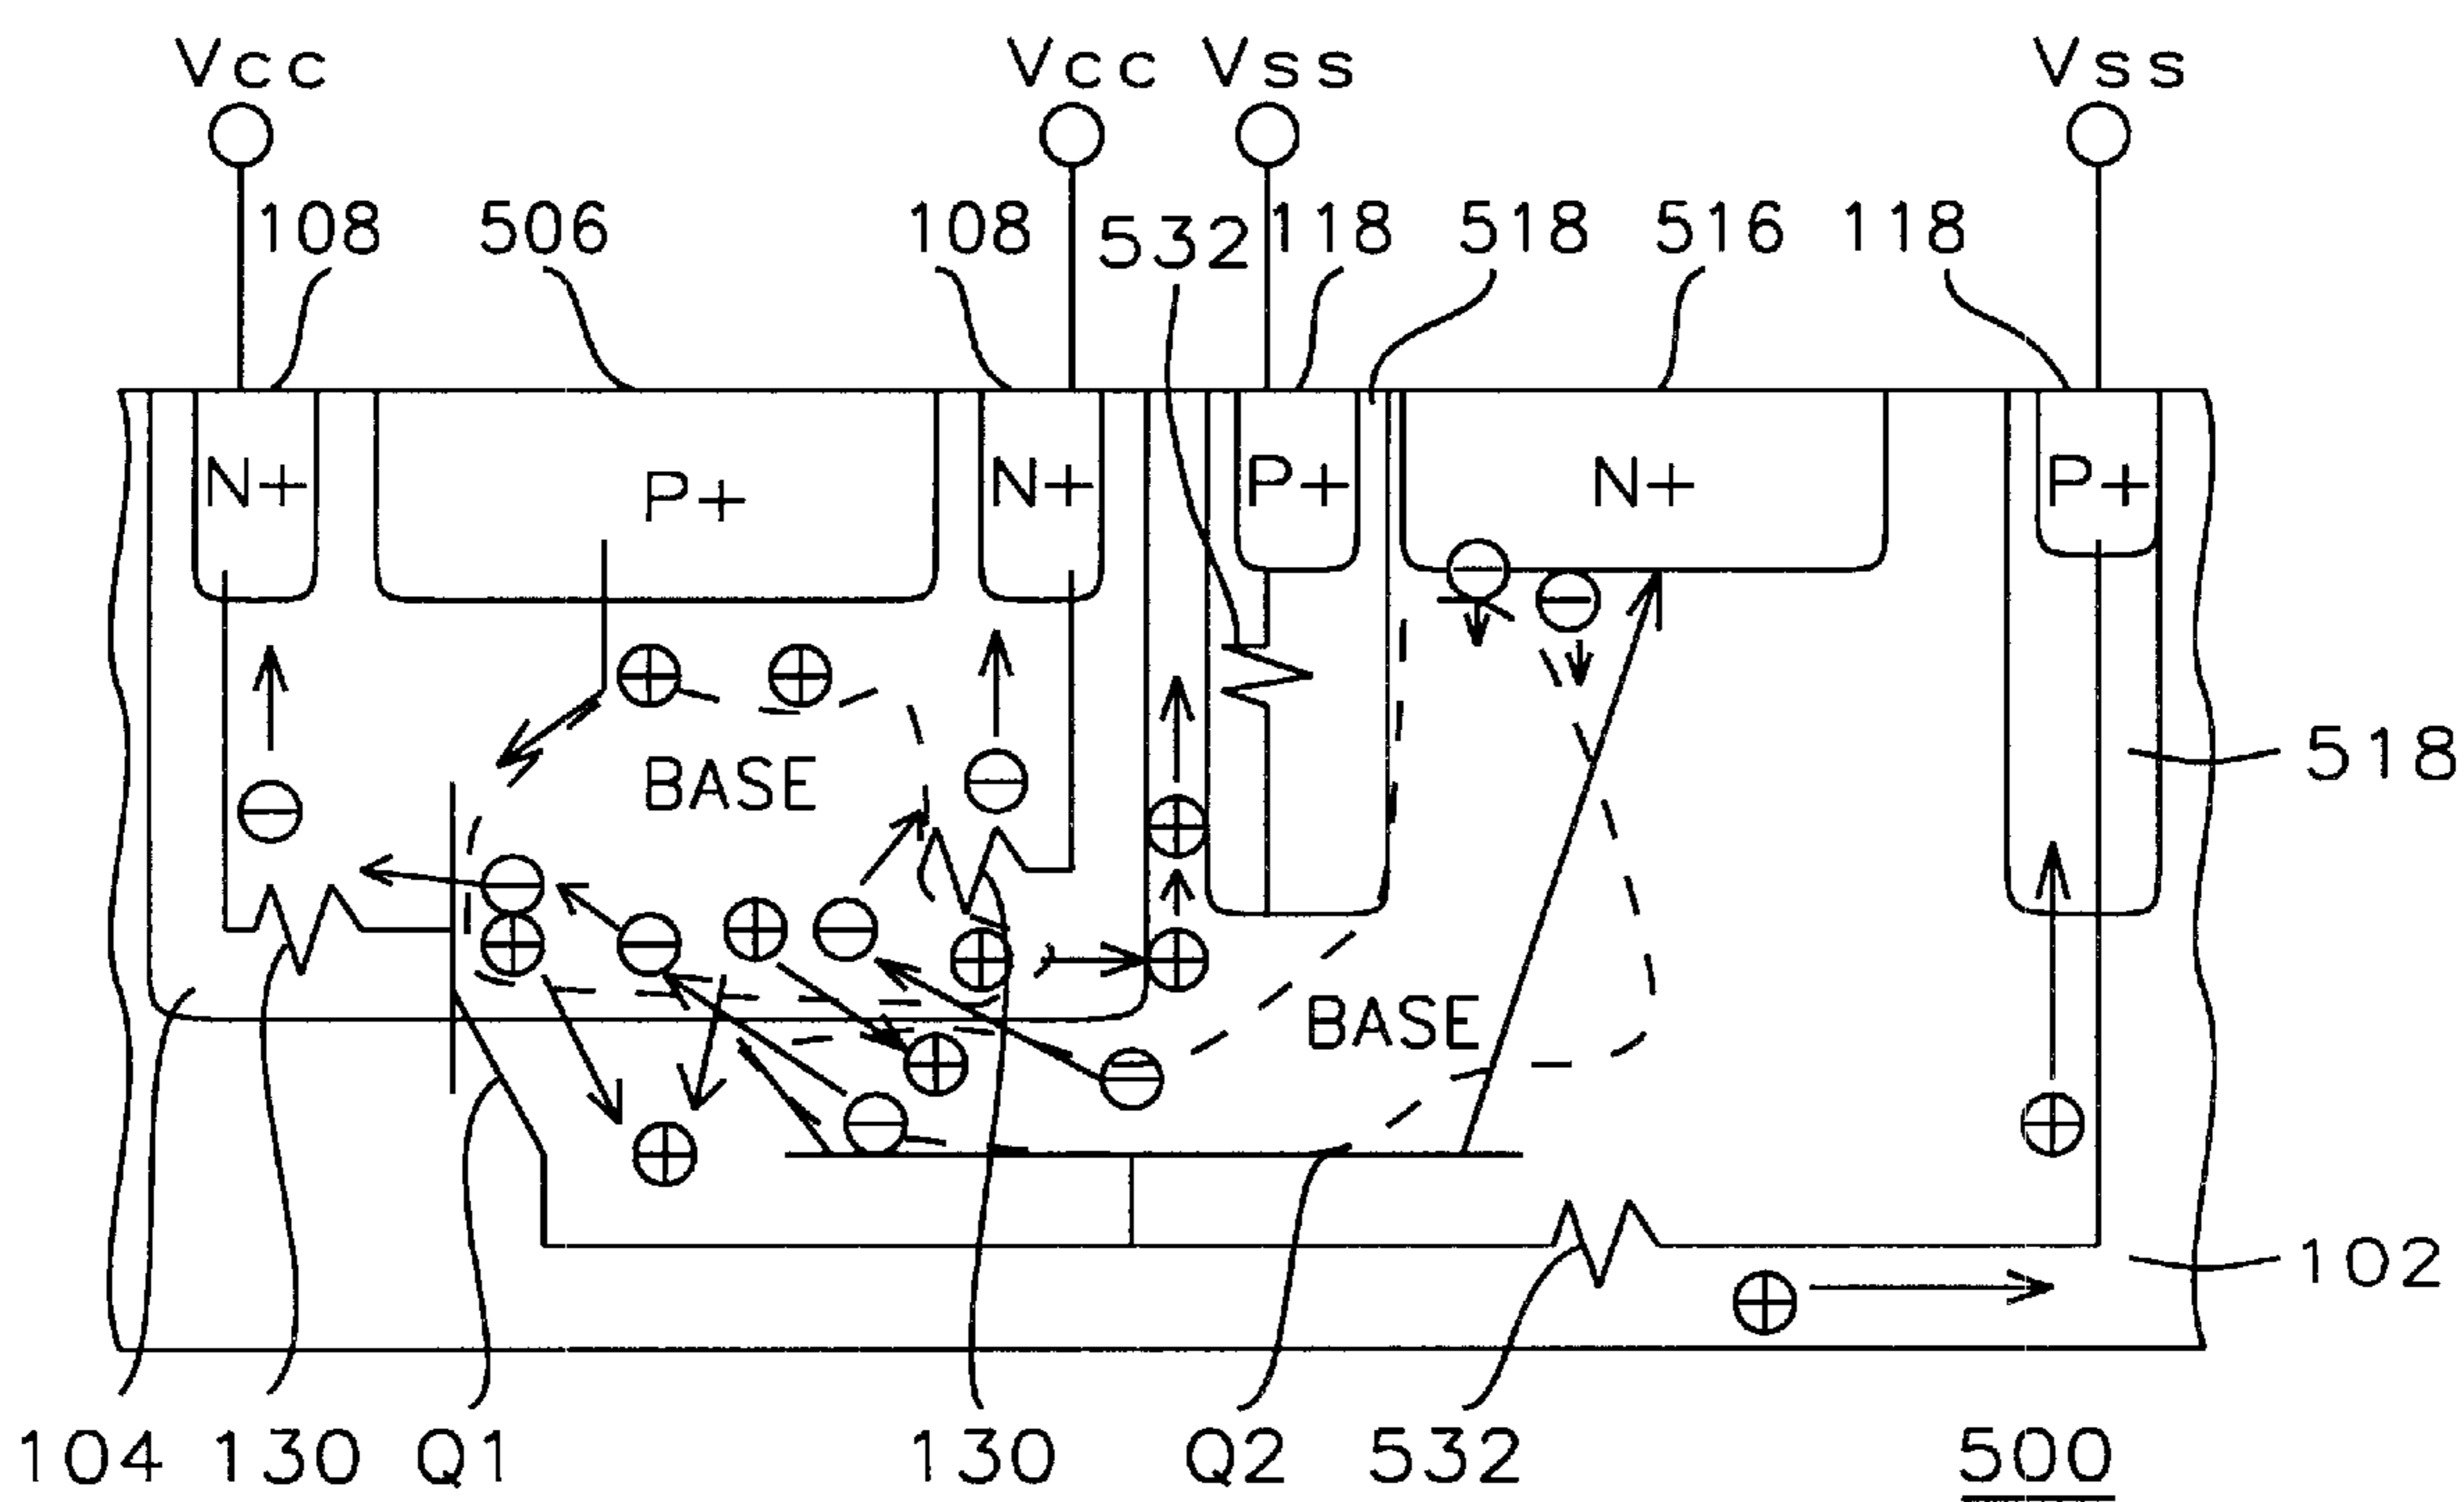 Vcc Vcc Vss Vss
108 506 108 532 118 518 516 118
N+ P+ N+ P+ N+ P+
BASE
518
BASE
102
104 130 Q1 130 Q2 532 500